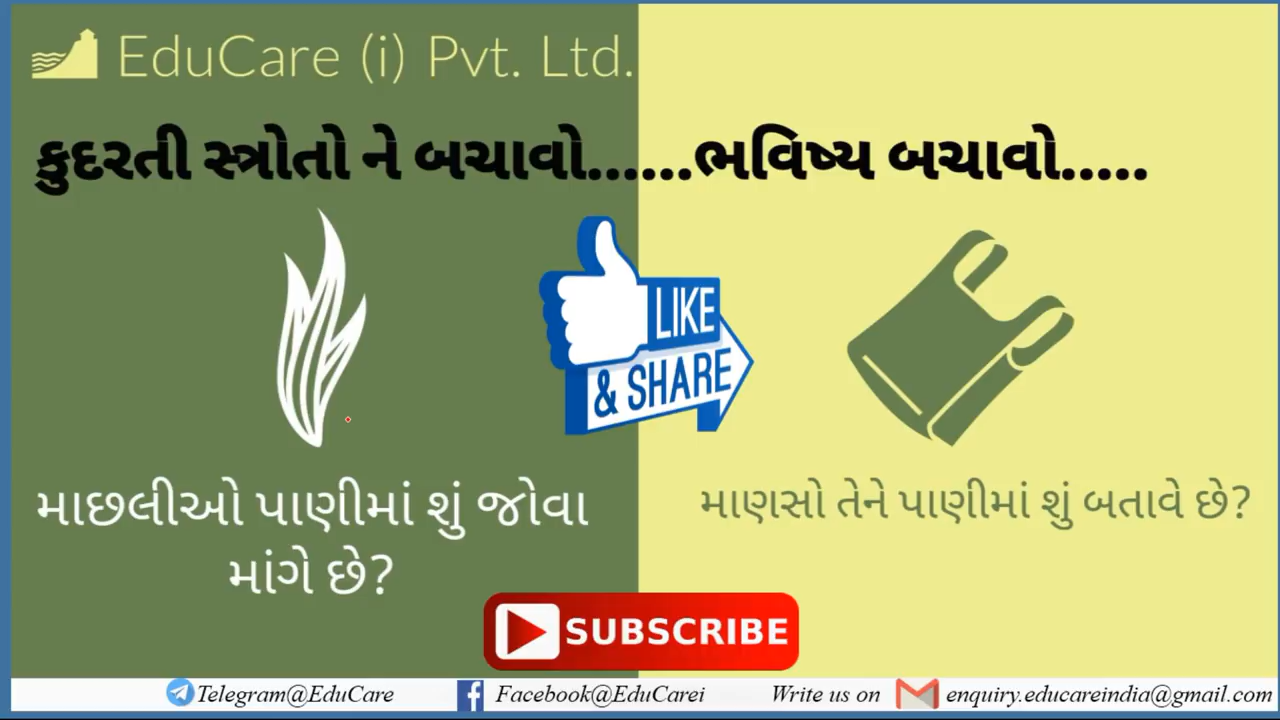 EduCare (i) Pvt. Ltd.
કુદરતી સ્ત્રોતો ને બચાવો......ભવિષ્ય બચાવો.....
LIKE
& SHARE
માછલીઓ પાણીમાં શું જોવા
માંગે છે?
માણસો તેને પાણીમાં શું બતાવે છે?
SUBSCRIBE
Telegram@EduCare Facebook@EduCarei Write us on enquiry.educareindia@gmail.com